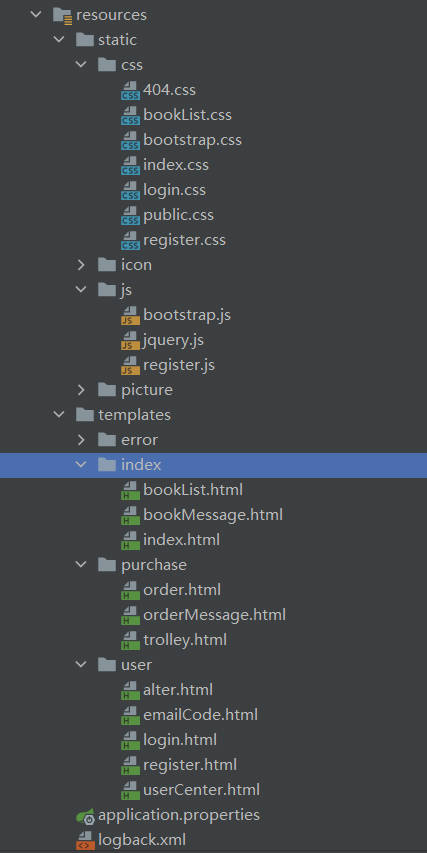 resources
static
css
404.css
bookList.css
bootstrap.css
index.css
login.css
public.css
register.css
icon
js
bootstrap.js
jquery.js
register.js
picture
templates
error
index
bookList.html
bookMessage.html
index.html
purchase
order.html
orderMessage.html
trolley.html
user
alter.html
emailCode.html
login.html
register.html
userCenter.html
application.properties
logback.xml